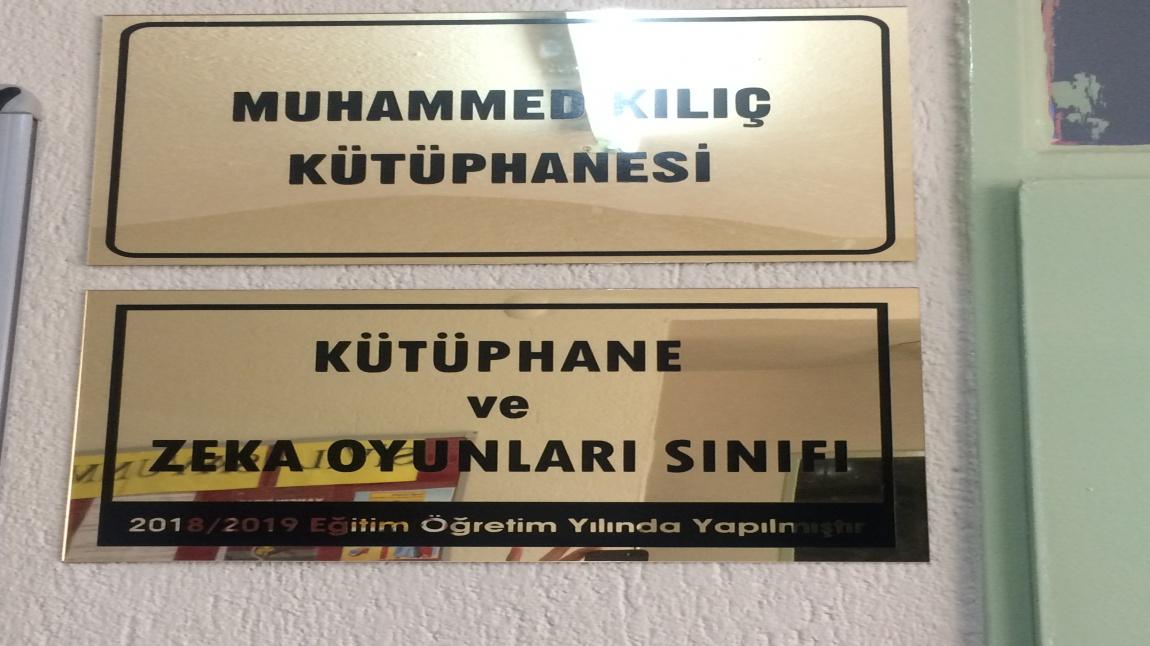 MUHAMMED KILIÇ
KÜTÜPHANESİ
KÜTÜPHANE
ve
ZEKA OYUNLARI SINIFI
2018/2019 Eğitim Öğretim Yılında Yapılmıştır